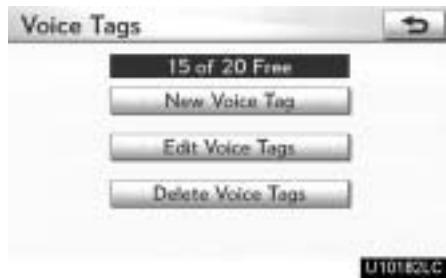 Voice Tags
15 of 20 Free
New Voice Tag
Edit Voice Tags
Delete Voice Tags
U10182LC